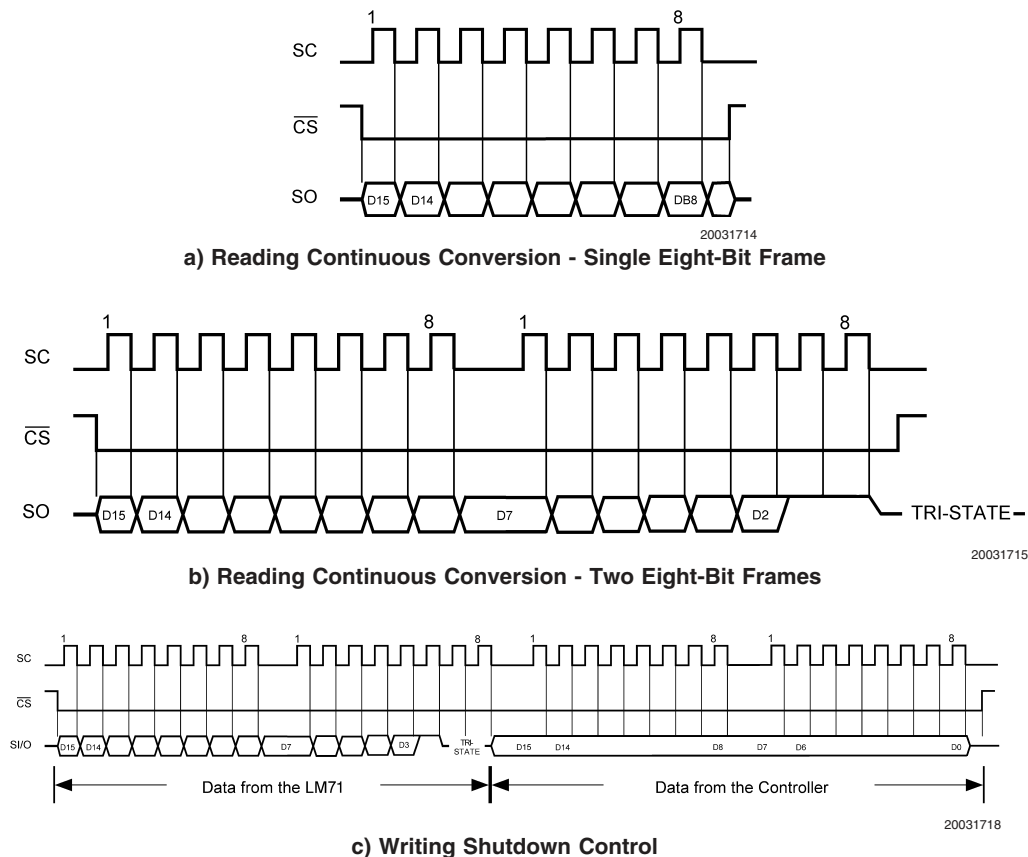 1 8
SC
CS
SO D15 D14 DB8
20031714
a) Reading Continuous Conversion - Single Eight-Bit Frame
1 8 1 8
SC
CS
SO D15 D14 D7 D2 TRI-STATE
20031715
b) Reading Continuous Conversion - Two Eight-Bit Frames
1 8 1 8 1 8 1 8
SC
CS
SI/O D15 D14 D7 D3 TRI-
STATE D15 D14 D8 D7 D6 D0
Data from the LM71 Data from the Controller
20031718
c) Writing Shutdown Control